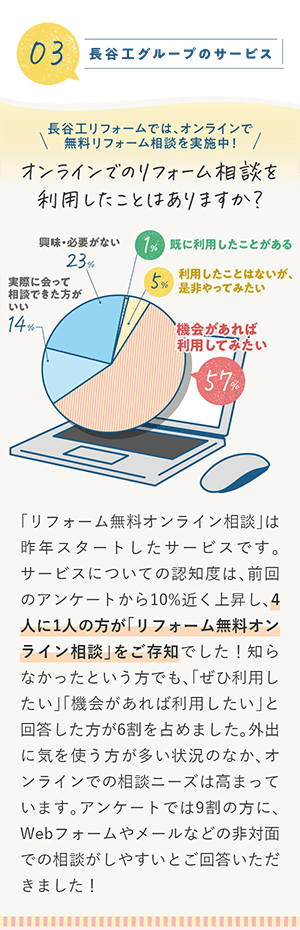 03
長谷工グループのサービス
長谷工リフォームでは、オンラインで
無料リフォーム相談を実施中!
オンラインでのリフォーム相談を
利用したことはありますか?
興味・必要がない
23%
1%
既に利用したことがある
実際に会って
相談できた方が
いい
14%
5%
利用したことはないが、
是非やってみたい
機会があれば
利用してみたい
57%
「リフォーム無料オンライン相談」は
昨年スタートしたサービスです。
サービスについての認知度は、前回
のアンケートから10%近く上昇し、4
人に1人の方が「リフォーム無料オン
ライン相談」をご存知でした!知ら
なかったという方でも、「ぜひ利用し
たい」「機会があれば利用したい」と
回答した方が6割を占めました。外出
に気を使う方が多い状況のなか、オ
ンラインでの相談ニーズは高まって
います。アンケートでは9割の方に、
Webフォームやメールなどの非対面
での相談がしやすいとご回答いただ
きました!